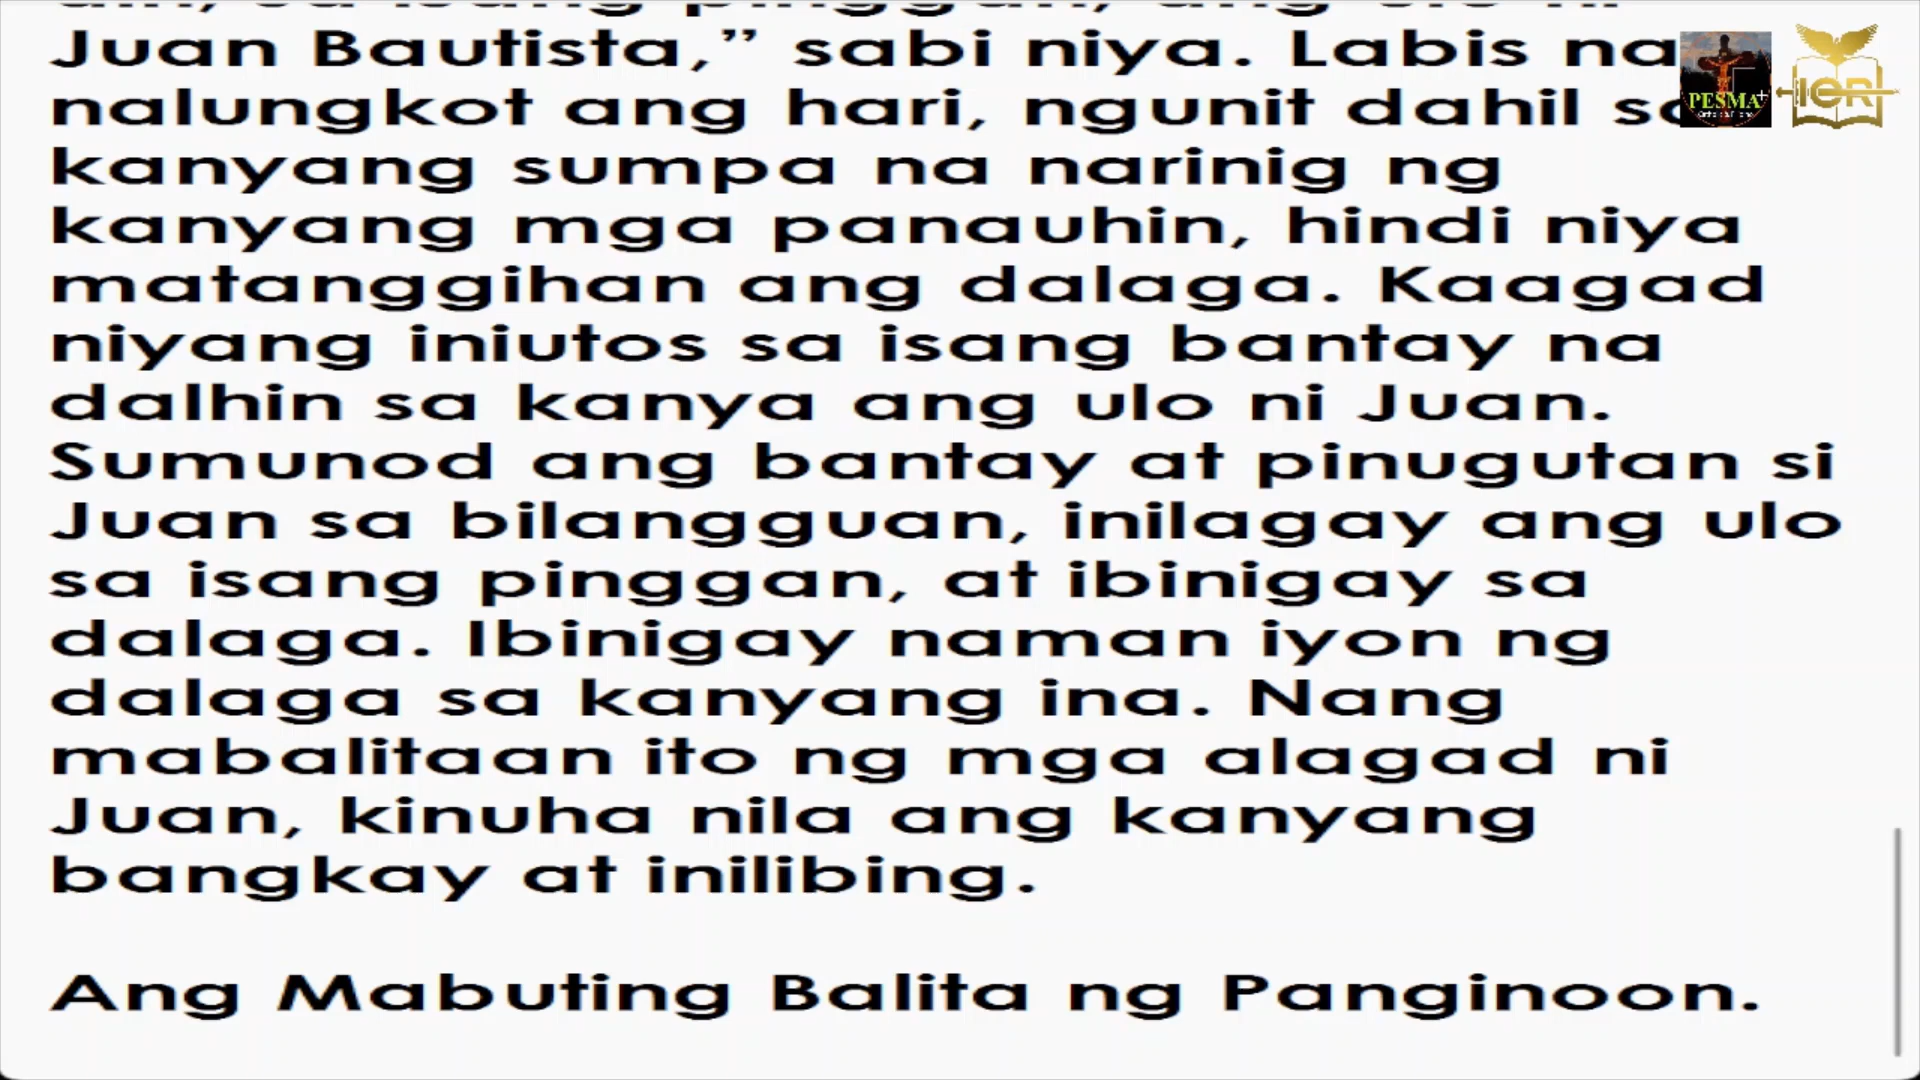 Juan Bautista,” sabi niya. Labis na
nalungkot ang hari, ngunit dahil sa
kanyang sumpa na narinig ng
kanyang mga panauhin, hindi niya
matanggihan ang dalaga. Kaagad
niyang iniutos sa isang bantay na
dalhin sa kanya ang ulo ni Juan.
Sumunod ang bantay at pinugutan si
Juan sa bilangguan, inilagay ang ulo
sa isang pinggan, at ibinigay sa
dalaga. Ibinigay naman iyon ng
dalaga sa kanyang ina. Nang
mabalitaan ito ng mga alagad ni
Juan, kinuha nila ang kanyang
bangkay at inilibing.
Ang Mabuting Balita ng Panginoon.
PESMA